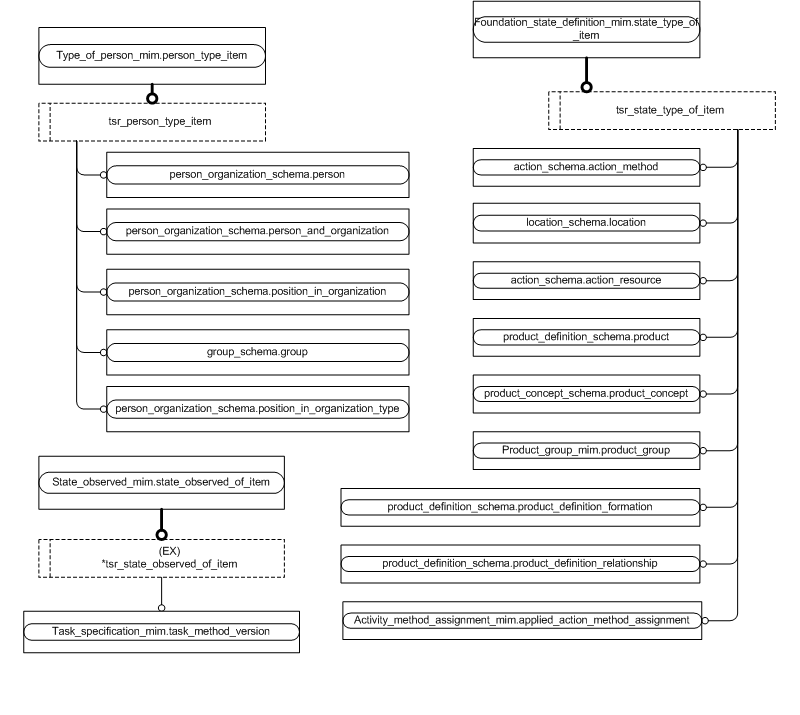 Type_of_person_mim.person_type_item
tsr_person_type_item
person_organization_schema.person
person_organization_schema.person_and_organization
person_organization_schema.position_in_organization
group_schema.group
person_organization_schema.position_in_organization_type
State_observed_mim.state_observed_of_item
(EX)
*tsr_state_observed_of_item
Task_specification_mim.task_method_version
Foundation_state_definition_mim.state_type_of
_item
tsr_state_type_of_item
action_schema.action_method
location_schema.location
action_schema.action_resource
product_definition_schema.product
product_concept_schema.product_concept
Product_group_mim.product_group
product_definition_schema.product_definition_formation
product_definition_schema.product_definition_relationship
Activity_method_assignment_mim.applied_action_method_assignment